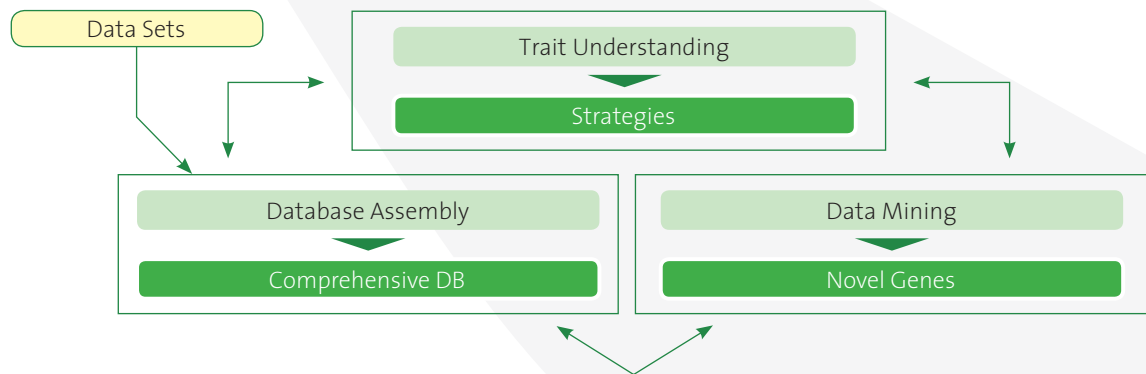 Data Sets
Trait Understanding
Strategies
Database Assembly
Comprehensive DB
Data Mining
Novel Genes